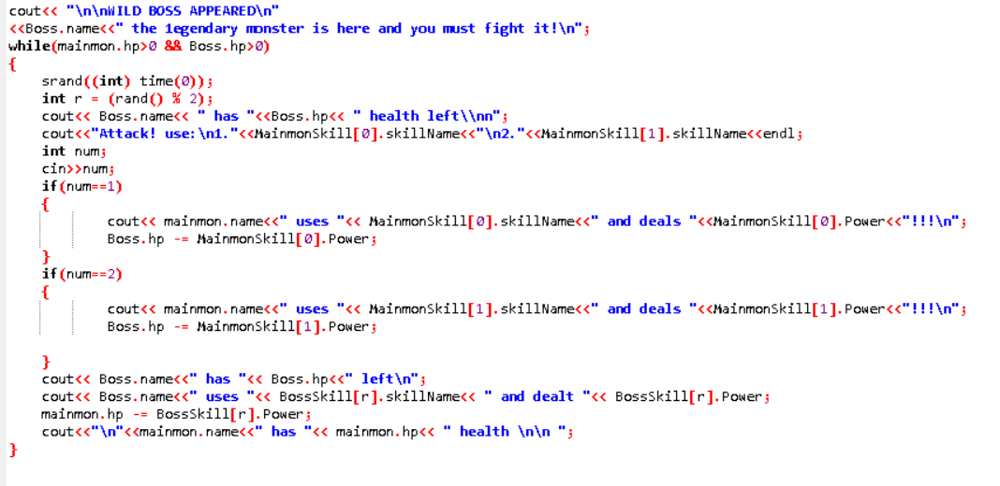 cout<< "\n\nWILD BOSS APPEARED\n"
<<Boss.name<<" the 1egendary monster is here and you must fight it!\n";
while(mainmon.hp>0 && Boss.hp>0)
{
srand((int) time(0));
int r = (rand() % 2);
cout<< Boss.name<< " has "<<Boss.hp<< " health left\\nn";
cout<<"Attack! use:\n1."<<MainmonSkill[0].skillName<<"\n2."<<MainmonSkill[1].skillName<<endl;
int num;
cin>>num;
if(num==1)
{
cout<< mainmon.name<<" uses "<< MainmonSkill[0].skillName<<" and deals "<<MainmonSkill[0].Power<<"!!!\n";
Boss.hp -= MainmonSkill[0].Power;
}
if(num==2)
{
cout<< mainmon.name<<" uses "<< MainmonSkill[1].skillName<<" and deals "<<MainmonSkill[1].Power<<"!!!\n";
Boss.hp -= MainmonSkill[1].Power;
}
cout<< Boss.name<<" has "<< Boss.hp<<" left\n";
cout<< Boss.name<<" uses "<< BossSkill[r].skillName<< " and dealt "<< BossSkill[r].Power;
mainmon.hp -= BossSkill[r].Power;
cout<<"\n"<<mainmon.name<<" has "<< mainmon.hp<< " health \n\n ";
}